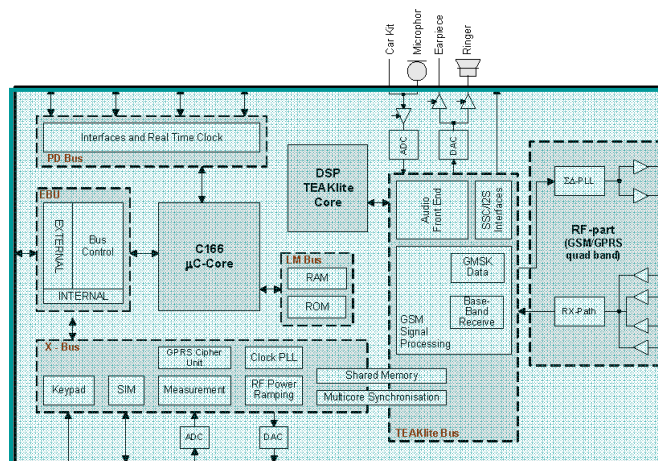 Car Kit
Microphor
Earpiece
Ringer
Interfaces and Real Time Clock
PD Bus
ADC
DAC
DSP
TEAKlite
Core
EBU
EXTERNAL
Bus
Control
INTERNAL
C166
µC-Core
LM Bus
RAM
ROM
Audio
Front End
SSC/I2S
Interfaces
GMSK
Data
Base-
Band
Receive
GSM
Signal
Processing
ΣΔ-PLL
RF-part
(GSM/GPRS
quad band)
RX-Path
X - Bus
GPRS Cipher
Unit
Clock PLL
Keypad
SIM
Measurement
RF Power
Ramping
Shared Memory
Multicore Synchronisation
TEAKlite Bus
ADC
DAC